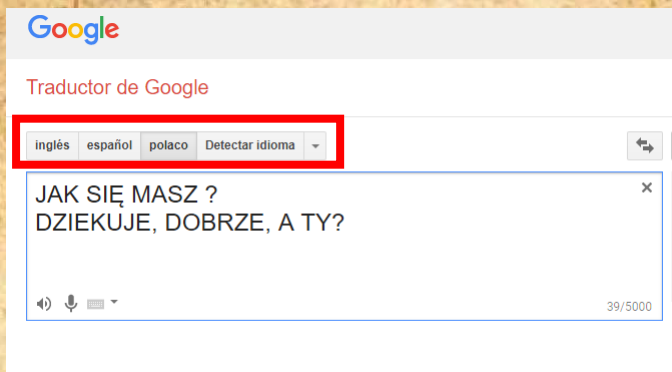 Google
Traductor de Google
inglés español polaco Detectar idioma
JAK SIĘ MASZ ?
DZIEKUJE, DOBRZE, A TY?
39/5000